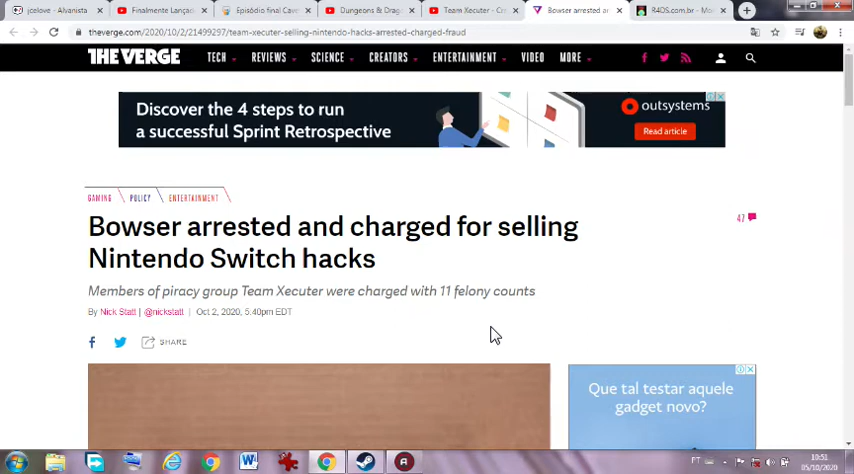 jcelove - Alvanista
Finalmente Lançad
Episódio final Cave
Dungeons & Drag
Team Xecuter - Cr
Bowser arrested ar
R4DS.com.br - Mo
theverge.com/2020/10/2/21499297/team-xecuter-selling-nintendo-hacks-arrested-charged-fraud
THE VERGE
TECH
REVIEWS
SCIENCE
CREATORS
ENTERTAINMENT
VIDEO
MORE
Discover the 4 steps to run
a successful Sprint Retrospective
outsystems
Read article
GAMING
POLICY
ENTERTAINMENT
Bowser arrested and charged for selling
Nintendo Switch hacks
47
Members of piracy group Team Xecuter were charged with 11 felony counts
By Nick Statt | @nickstatt | Oct 2, 2020, 5:40pm EDT
SHARE
Que tal testar aquele
gadget novo?
PT
10:51
05/10/2020